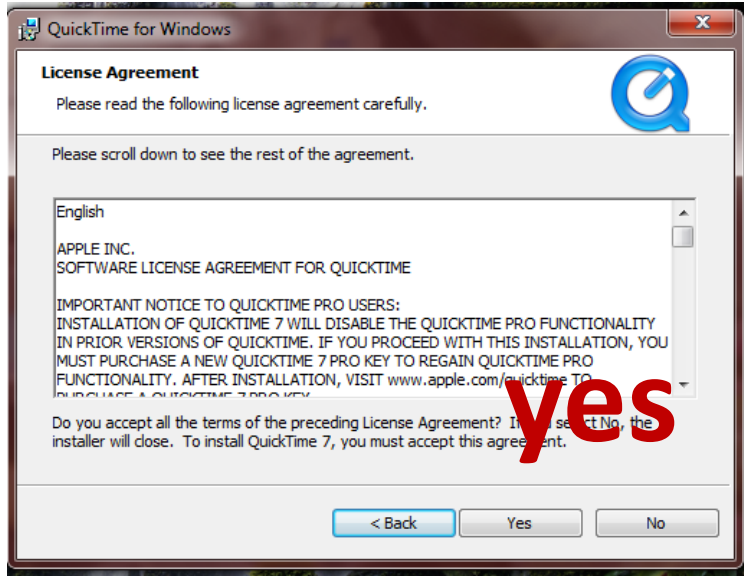 QuickTime for Windows
License Agreement
Please read the following license agreement carefully.
Please scroll down to see the rest of the agreement.
English
APPLE INC.
SOFTWARE LICENSE AGREEMENT FOR QUICKTIME
IMPORTANT NOTICE TO QUICKTIME PRO USERS:
INSTALLATION OF QUICKTIME 7 WILL DISABLE THE QUICKTIME PRO FUNCTIONALITY
IN PRIOR VERSIONS OF QUICKTIME. IF YOU PROCEED WITH THIS INSTALLATION, YOU
MUST PURCHASE A NEW QUICKTIME 7 PRO KEY TO REGAIN QUICKTIME PRO
FUNCTIONALITY. AFTER INSTALLATION, VISIT www.apple.com/quicktime TO
PURCHASE A QUICKTIME 7 PRO KEY
yes
Do you accept all the terms of the preceding License Agreement? If select No, the
installer will close. To install QuickTime 7, you must accept this agreement.
< Back
Yes
No